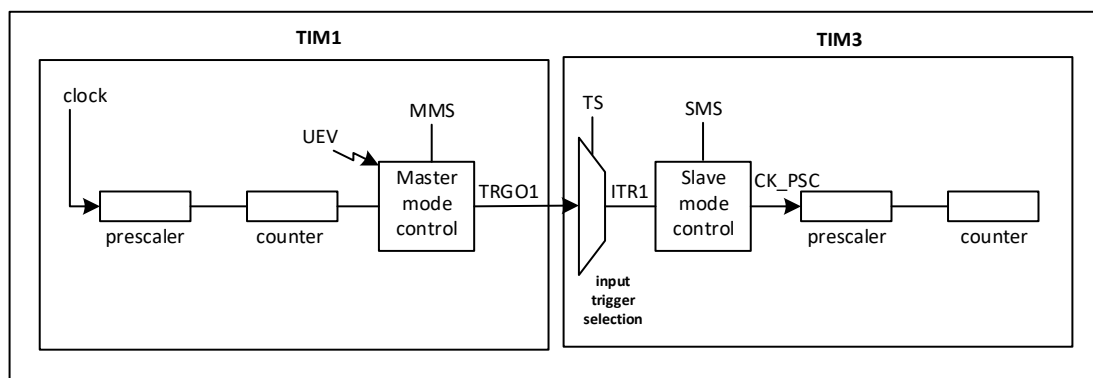 TIM1
TIM3
clock
MMS
TS
SMS
UEV
Master
mode
control
TRGO1
ITR1
Slave
mode
control
CK_PSC
prescaler
counter
prescaler
counter
input
trigger
selection